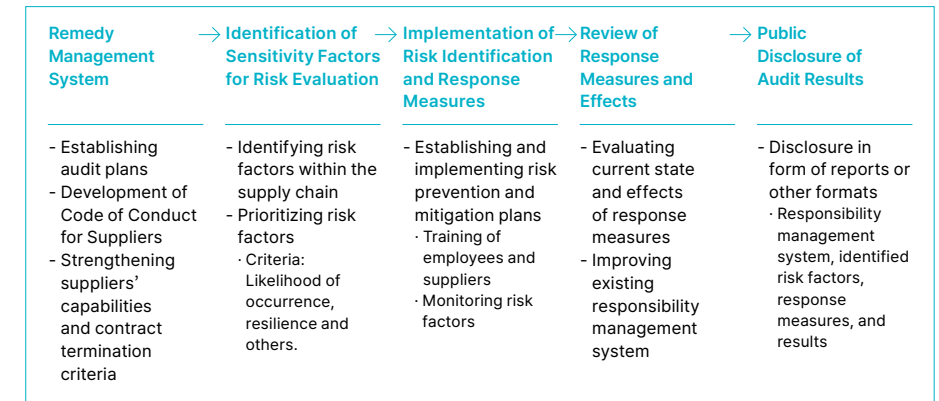 Remedy
Management
System
→ Identification of
Sensitivity Factors
for Risk Evaluation
→ Implementation of
Risk Identification
and Response
Measures
→ Review of
Response
Measures and
Effects
→ Public
Disclosure of
Audit Results
- Establishing
audit plans
- Development of
Code of Conduct
for Suppliers
- Strengthening
suppliers’
capabilities
and contract
termination
criteria
- Identifying risk
factors within the
supply chain
- Prioritizing risk
factors
· Criteria:
Likelihood of
occurrence,
resilience and
others.
- Establishing and
implementing risk
prevention and
mitigation plans
· Training of
employees and
suppliers
· Monitoring risk
factors
- Evaluating
current state
and effects
of response
measures
- Improving
existing
responsibility
management
system
- Disclosure in
form of reports or
other formats
· Responsibility
management
system, identified
risk factors,
response
measures, and
results